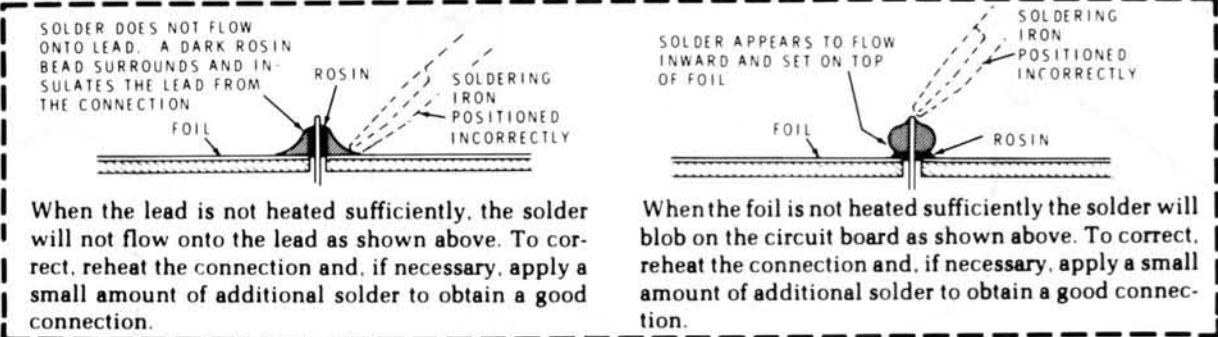 SOLDER DOES NOT FLOW
ONTO LEAD. A DARK ROSIN
BEAD SURROUNDS AND IN-
SULATES THE LEAD FROM
THE CONNECTION
ROSIN
SOLDERING
IRON
POSITIONED
INCORRECTLY
FOIL
When the lead is not heated sufficiently, the solder
will not flow onto the lead as shown above. To cor-
rect, reheat the connection and, if necessary, apply a
small amount of additional solder to obtain a good
connection.
SOLDER APPEARS TO FLOW
INWARD AND SET ON TOP
OF FOIL
SOLDERING
IRON
POSITIONED
INCORRECTLY
FOIL
ROSIN
When the foil is not heated sufficiently the solder will
blob on the circuit board as shown above. To correct,
reheat the connection and, if necessary, apply a small
amount of additional solder to obtain a good connec-
tion.